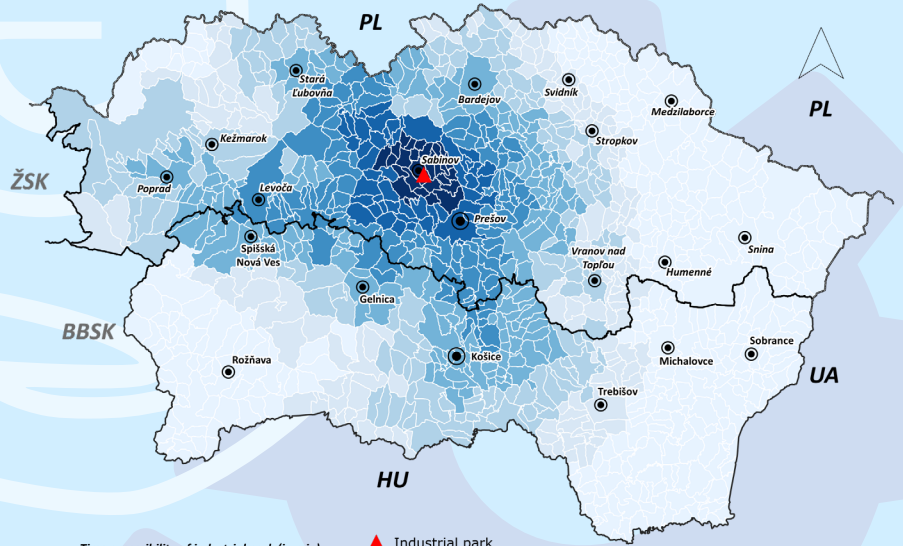 PL
Stará
Ľubovňa
Bardejov
Svidník
Medzilaborce
PL
Stropkov
Kežmarok
Sabinov
ŽSK
Poprad
Levoča
Prešov
Spišská
Nová Ves
Vranov nad
Topľou
Snina
Humenné
Gelnica
BBSK
Košice
Rožňava
Michalovce
Sobrance
UA
Trebišov
HU
Industrial park